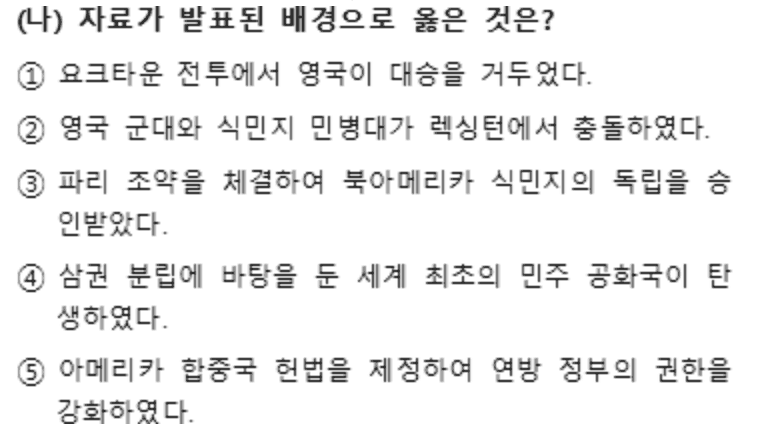 (나) 자료가 발표된 배경으로 옳은 것은?
① 요크타운 전투에서 영국이 대승을 거두었다.
② 영국 군대와 식민지 민병대가 렉싱턴에서 충돌하였다.
③ 파리 조약을 체결하여 북아메리카 식민지의 독립을 승
인받았다.
④ 삼권 분립에 바탕을 둔 세계 최초의 민주 공화국이 탄
생하였다.
⑤ 아메리카 합중국 헌법을 제정하여 연방 정부의 권한을
강화하였다.